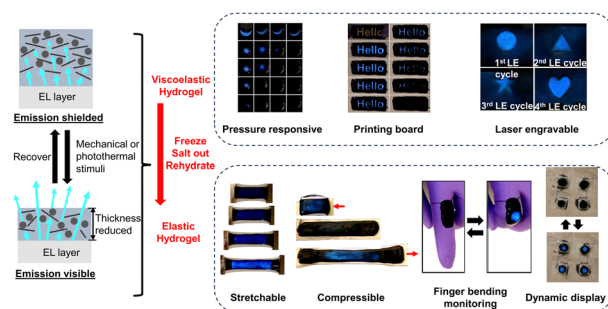 EL layer
Emission shielded
Recover
Mechanical or
photothermal
stimuli
Thickness
reduced
EL layer
Emission visible
Viscoelastic
Hydrogel
Freeze
Salt out
Rehydrate
Elastic
Hydrogel
Pressure responsive
Hello
Hello
Hello
Hello
Hello
Hello
Printing board
1st LE
cycle
2nd LE cycle
3rd LE cycle
4th LE cycle
Laser engravable
Stretchable
Compressible
Finger bending
monitoring
Dynamic display